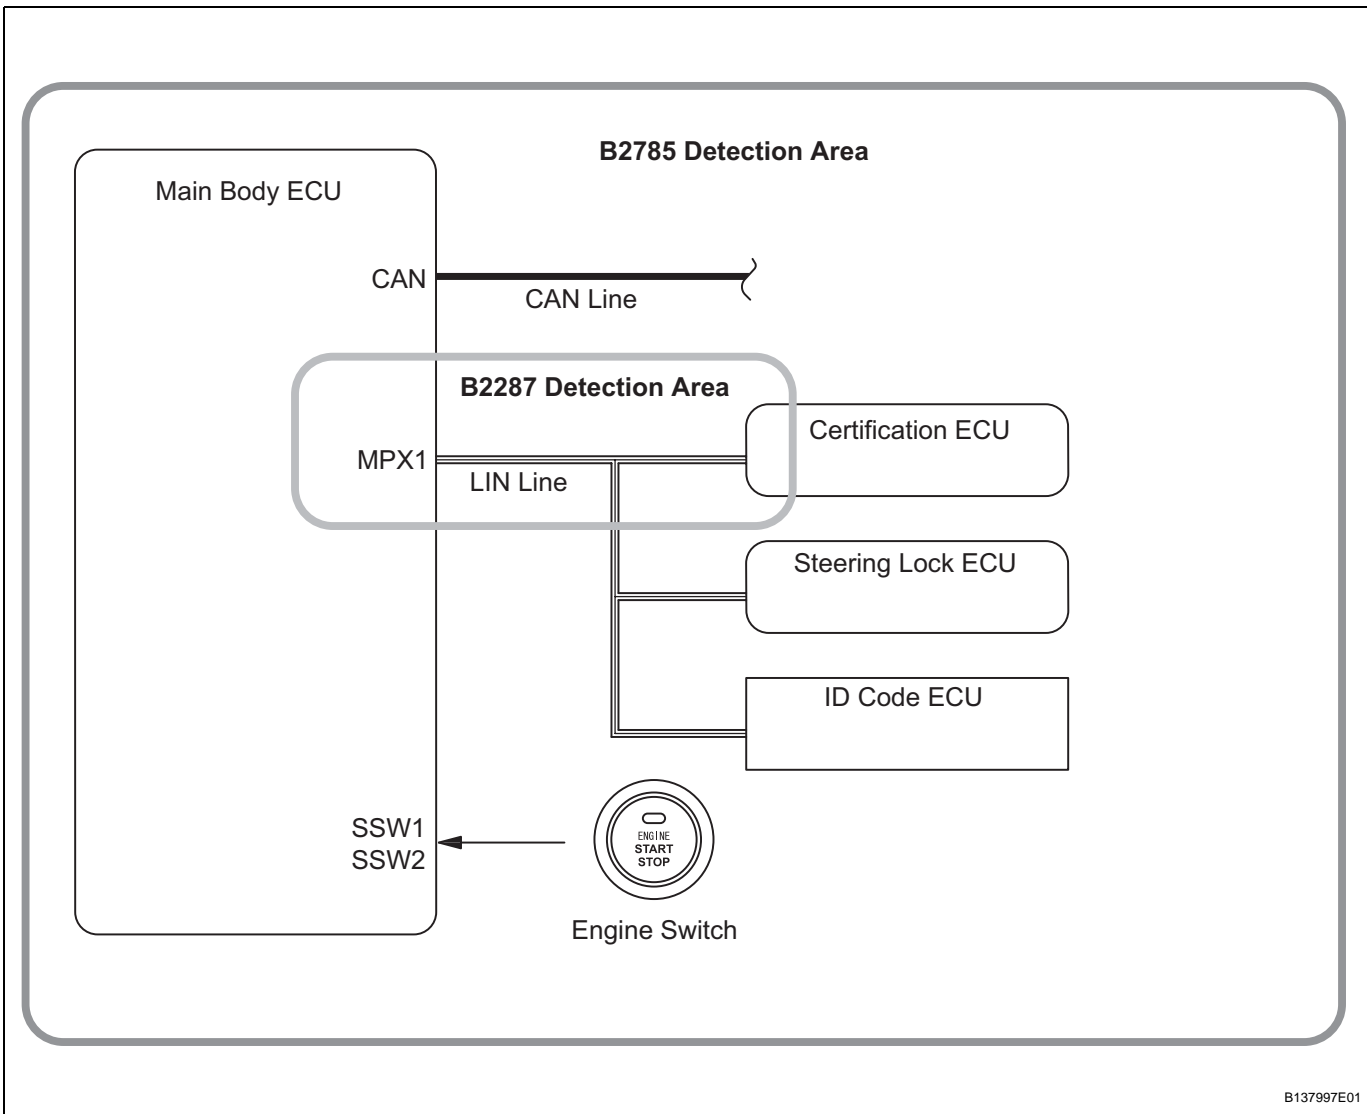 B2785 Detection Area
Main Body ECU
CAN
CAN Line
B2287 Detection Area
Certification ECU
MPX1
LIN Line
Steering Lock ECU
ID Code ECU
SSW1
SSW2
ENGINE
START
STOP
Engine Switch
B137997E01